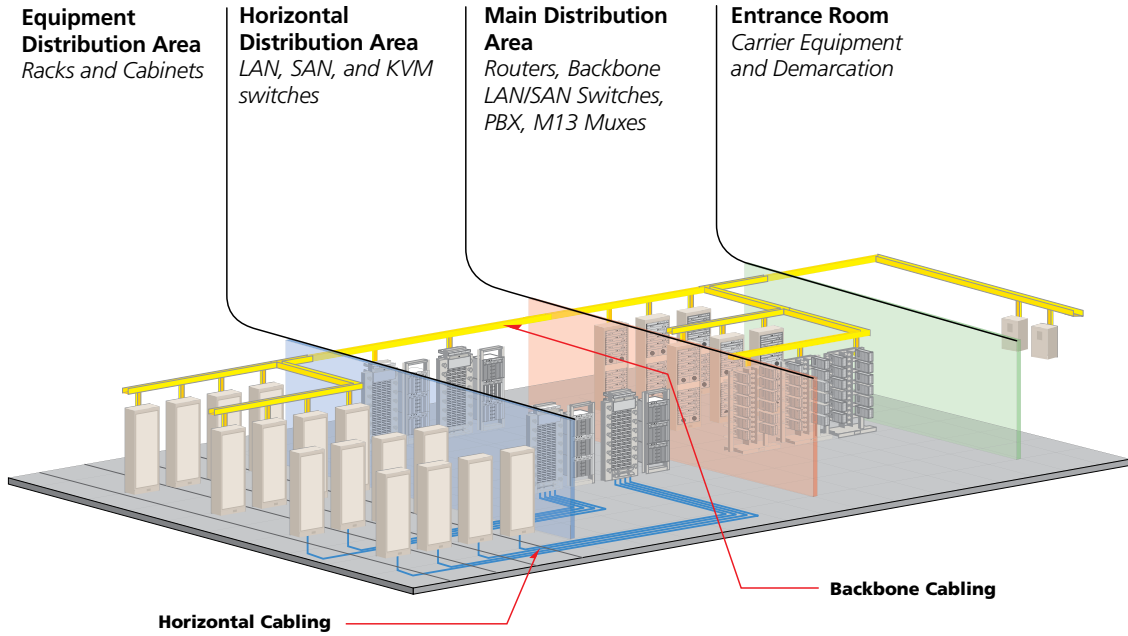 Equipment
Distribution Area
Racks and Cabinets
Horizontal
Distribution Area
LAN, SAN, and KVM
switches
Main Distribution
Area
Routers, Backbone
LAN/SAN Switches,
PBX, M13 Muxes
Entrance Room
Carrier Equipment
and Demarcation
Backbone Cabling
Horizontal Cabling